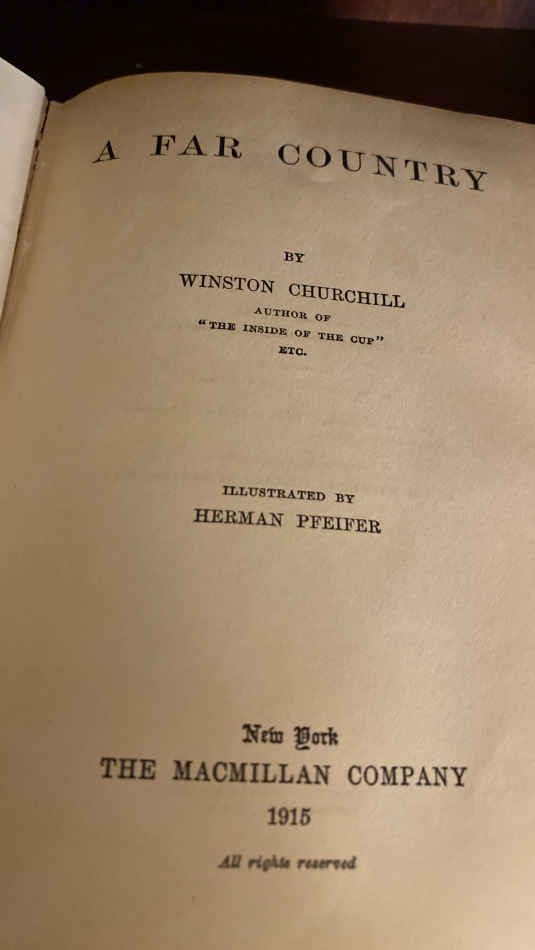 A FAR COUNTRY
BY
WINSTON CHURCHILL
AUTHOR OF
"THE INSIDE OF THE CUP"
ETC.
ILLUSTRATED BY
HERMAN PFEIFER
New York
THE MACMILLAN COMPANY
1915
All rights reserved